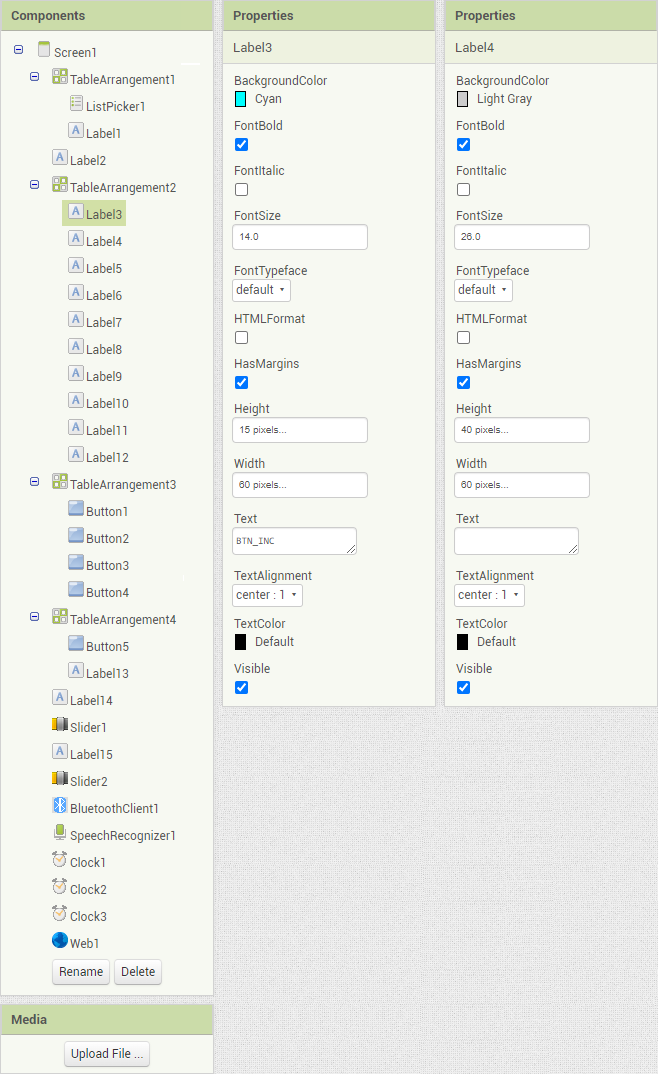 Components
Screen1
TableArrangement1
ListPicker1
Label1
Label2
TableArrangement2
Label3
Label4
Label5
Label6
Label7
Label8
Label9
Label10
Label11
Label12
TableArrangement3
Button1
Button2
Button3
Button4
TableArrangement4
Button5
Label13
Label14
Slider1
Label15
Slider2
BluetoothClient1
SpeechRecognizer1
Clock1
Clock2
Clock3
Web1
Rename Delete
Media
Upload File ...
Properties
Label3
BackgroundColor
Cyan
FontBold
FontItalic
FontSize
14.0
FontTypeface
default
HTMLFormat
HasMargins
Height
15 pixels...
Width
60 pixels...
Text
BTN_INC
TextAlignment
center : 1
TextColor
Default
Visible
Properties
Label4
BackgroundColor
Light Gray
FontBold
FontItalic
FontSize
26.0
FontTypeface
default
HTMLFormat
HasMargins
Height
40 pixels...
Width
60 pixels...
Text
TextAlignment
center : 1
TextColor
Default
Visible